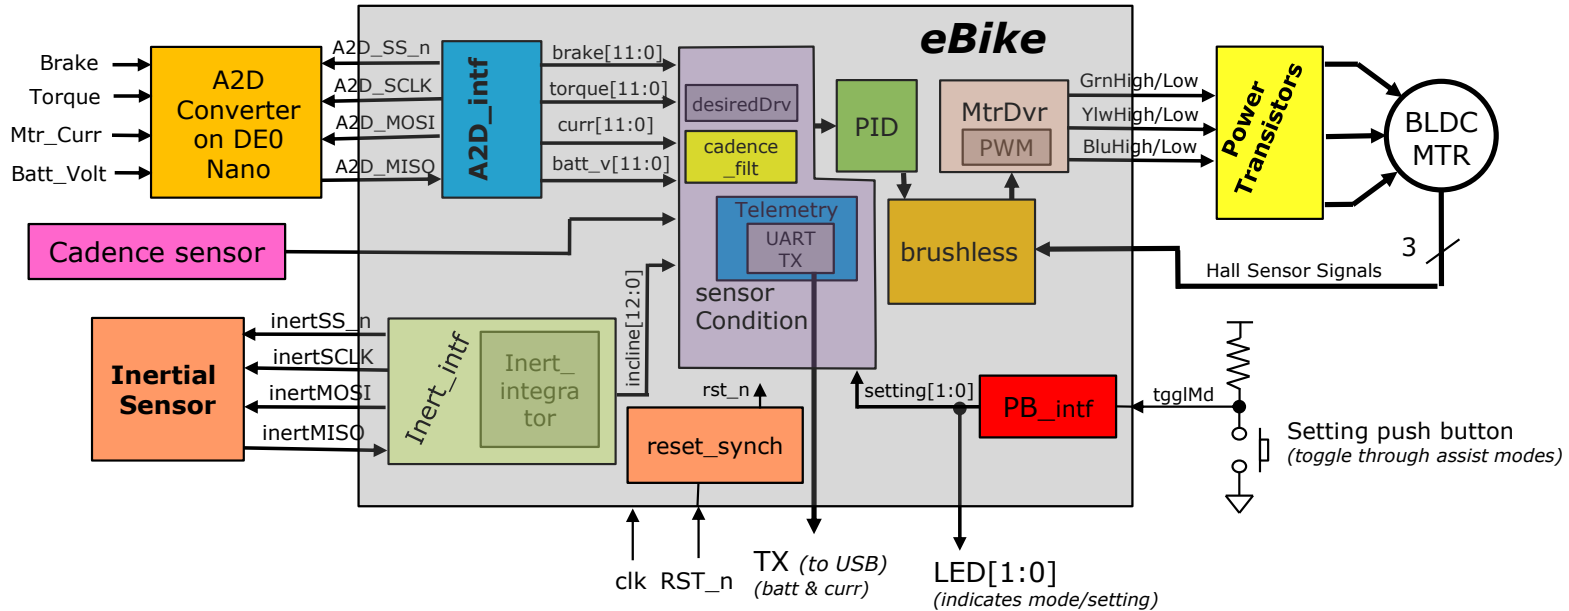 eBike
Brake
Torque
Mtr_Curr
Batt_Volt
A2D
Converter
on DE0
Nano
A2D_SS_n
A2D_SCLK
A2D_MOSI
A2D_MISO
A2D_intf
brake[11:0]
torque[11:0]
curr[11:0]
batt_v[11:0]
desiredDrv
cadence
_filt
Telemetry
UART
TX
sensor
Condition
PID
MtrDvr
PWM
brushless
GrnHigh/Low
YlwHigh/Low
BluHigh/Low
Power
Transistors
BLDC
MTR
3
Hall Sensor Signals
Cadence sensor
Inertial
Sensor
inertSS_n
inertSCLK
inertMOSI
inertMISO
Inert_intf
Inert_
integra
tor
incline[12:0]
rst_n
reset_synch
setting[1:0]
PB_intf
tgglMd
Setting push button
(toggle through assist modes)
clk
RST_n
TX (to USB)
(batt & curr)
LED[1:0]
(indicates mode/setting)